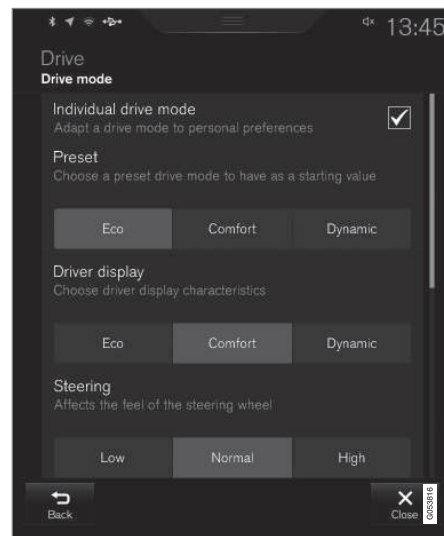 13:45
Drive
Drive mode
Individual drive mode
Adapt a drive mode to personal preferences
Preset
Choose a preset drive mode to have as a starting value
Eco Comfort Dynamic
Driver display
Choose driver display characteristics
Eco Comfort Dynamic
Steering
Affects the feel of the steering wheel
Low Normal High
Back Close
G053816